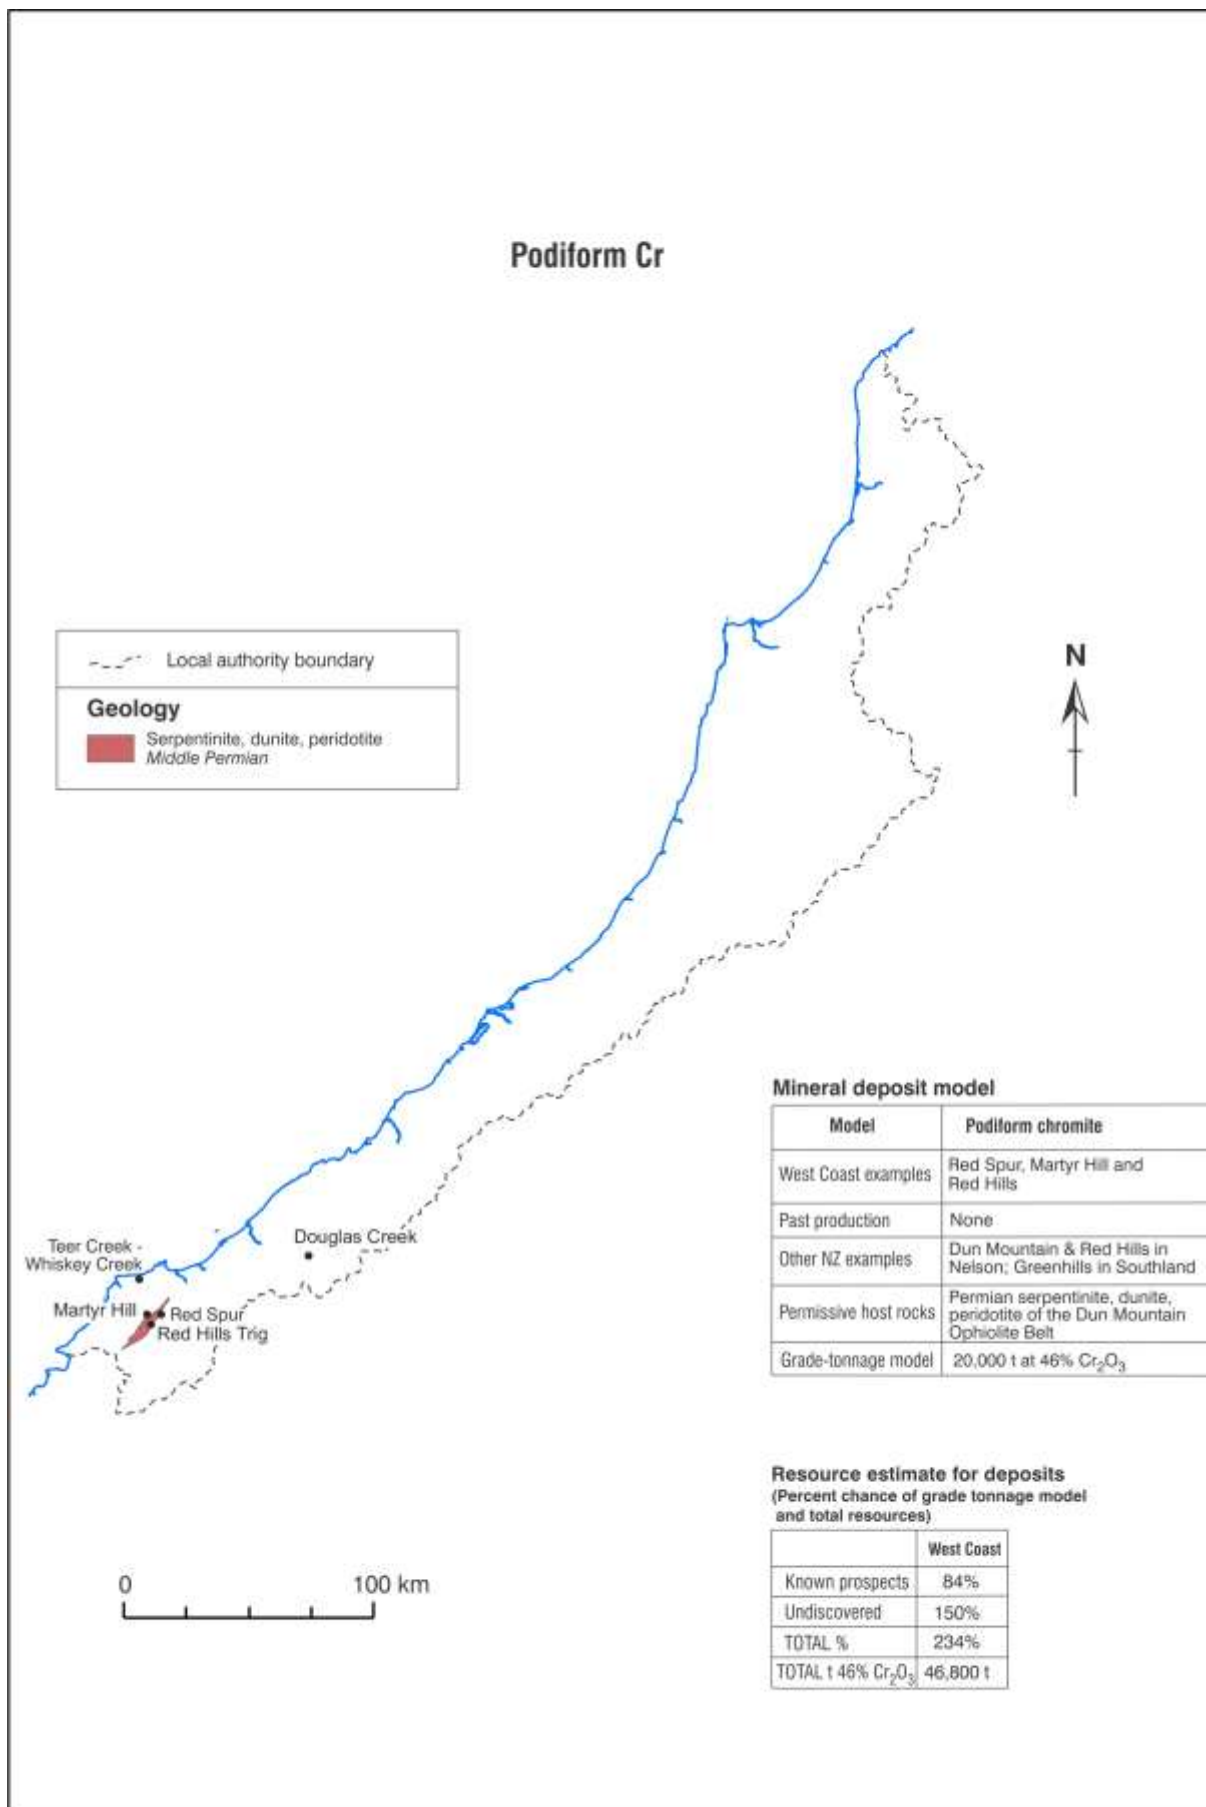 Podiform Cr
Local authority boundary
Geology
Serpentinite, dunite, peridotite
Middle Permian
N
Teer Creek -
Whiskey Creek
Douglas Creek
Martyr Hill
Red Spur
Red Hills Trig
0 100 km
Mineral deposit model
Model Podiform chromite
West Coast examples Red Spur, Martyr Hill and
Red Hills
Past production None
Other NZ examples Dun Mountain & Red Hills in
Nelson; Greenhills in Southland
Permissive host rocks Permian serpentinite, dunite,
peridotite of the Dun Mountain
Ophiolite Belt
Grade-tonnage model 20,000 t at 46% Cr₂O₃
Resource estimate for deposits
(Percent chance of grade tonnage model
and total resources)
West Coast
Known prospects 84%
Undiscovered 150%
TOTAL % 234%
TOTAL t 46% Cr₂O₃ 46,800 t